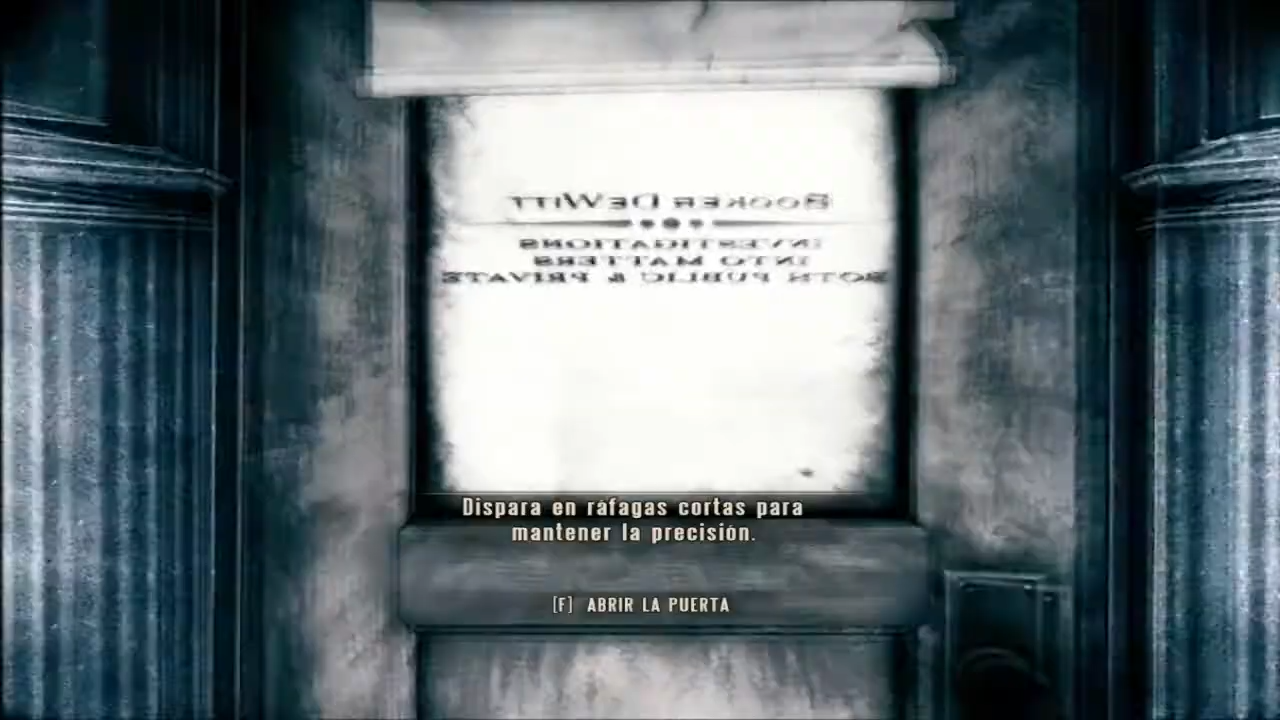 Booker DeWitt
Investigations
into Matters
Both Public & Private
Dispara en ráfagas cortas para
mantener la precisión.
[F] ABRIR LA PUERTA